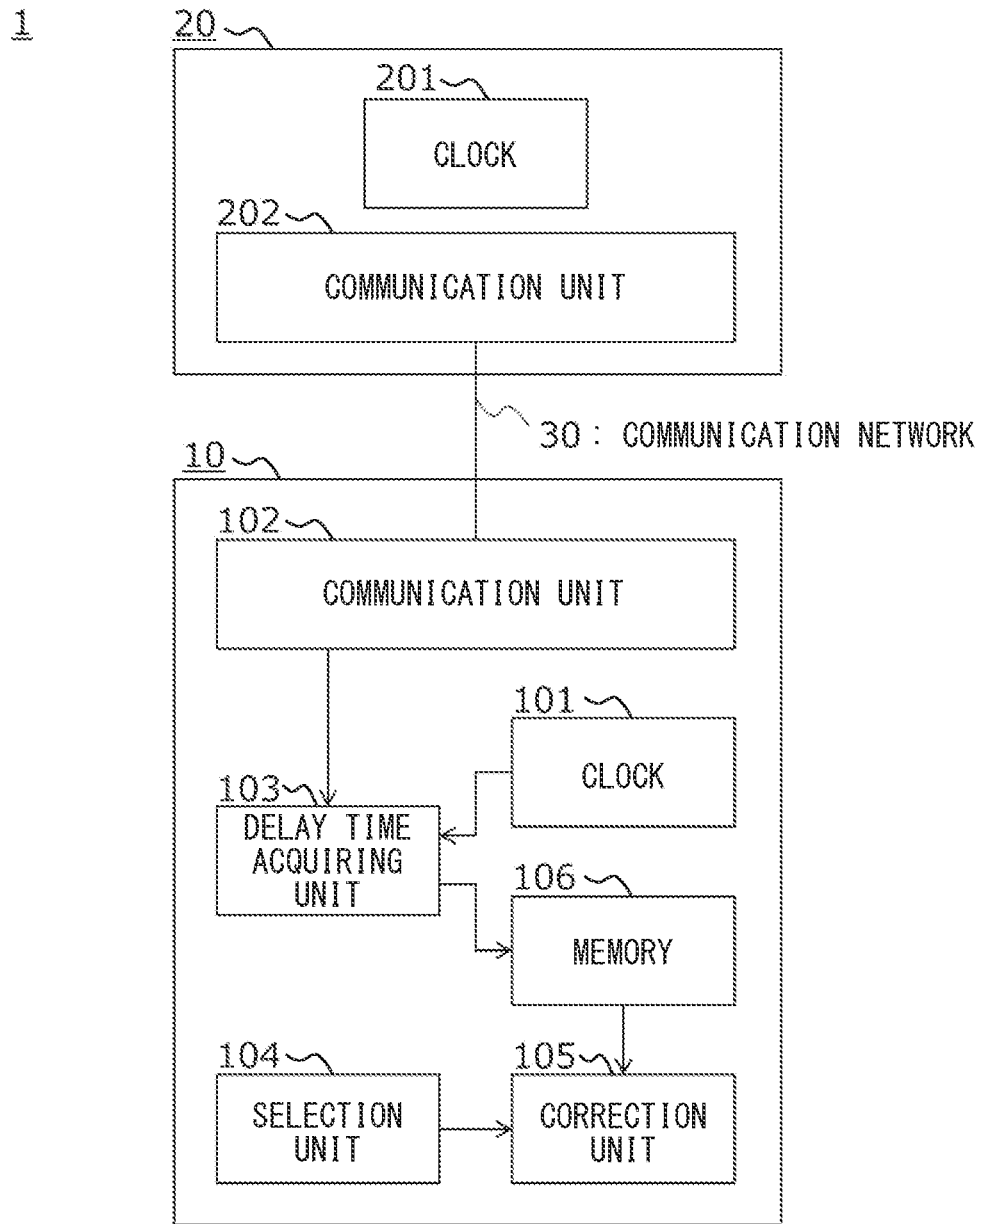 1
20
201
CLOCK
202
COMMUNICATION UNIT
30: COMMUNICATION NETWORK
10
102
COMMUNICATION UNIT
101
CLOCK
103
DELAY TIME
ACQUIRING
UNIT
106
MEMORY
104
SELECTION
UNIT
105
CORRECTION
UNIT